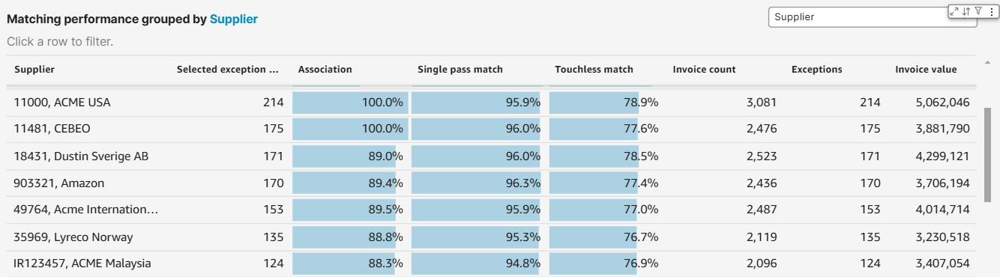 Matching performance grouped by Supplier
Supplier
Click a row to filter.
Supplier Selected exception ... Association Single pass match Touchless match Invoice count Exceptions Invoice value
11000, ACME USA 214 100.0% 95.9% 78.9% 3,081 214 5,062,046
11481, CEBEO 175 100.0% 96.0% 77.6% 2,476 175 3,881,790
18431, Dustin Sverige AB 171 89.0% 96.0% 78.5% 2,523 171 4,299,121
903321, Amazon 170 89.4% 96.3% 77.4% 2,436 170 3,706,194
49764, Acme Internation... 153 89.5% 95.9% 77.0% 2,487 153 4,014,714
35969, Lyreco Norway 135 88.8% 95.3% 76.7% 2,119 135 3,230,518
IR123457, ACME Malaysia 124 88.3% 94.8% 76.9% 2,096 124 3,407,054